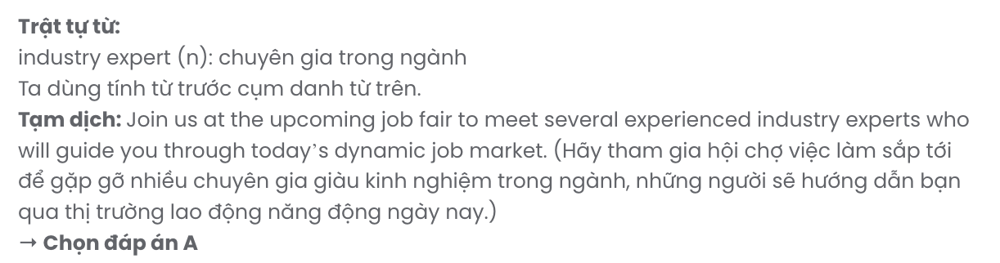 Trật tự từ:
industry expert (n): chuyên gia trong ngành
Ta dùng tính từ trước cụm danh từ trên.
Tạm dịch: Join us at the upcoming job fair to meet several experienced industry experts who
will guide you through today’s dynamic job market. (Hãy tham gia hội chợ việc làm sắp tới
để gặp gỡ nhiều chuyên gia giàu kinh nghiệm trong ngành, những người sẽ hướng dẫn bạn
qua thị trường lao động năng động ngày nay.)
→ Chọn đáp án A